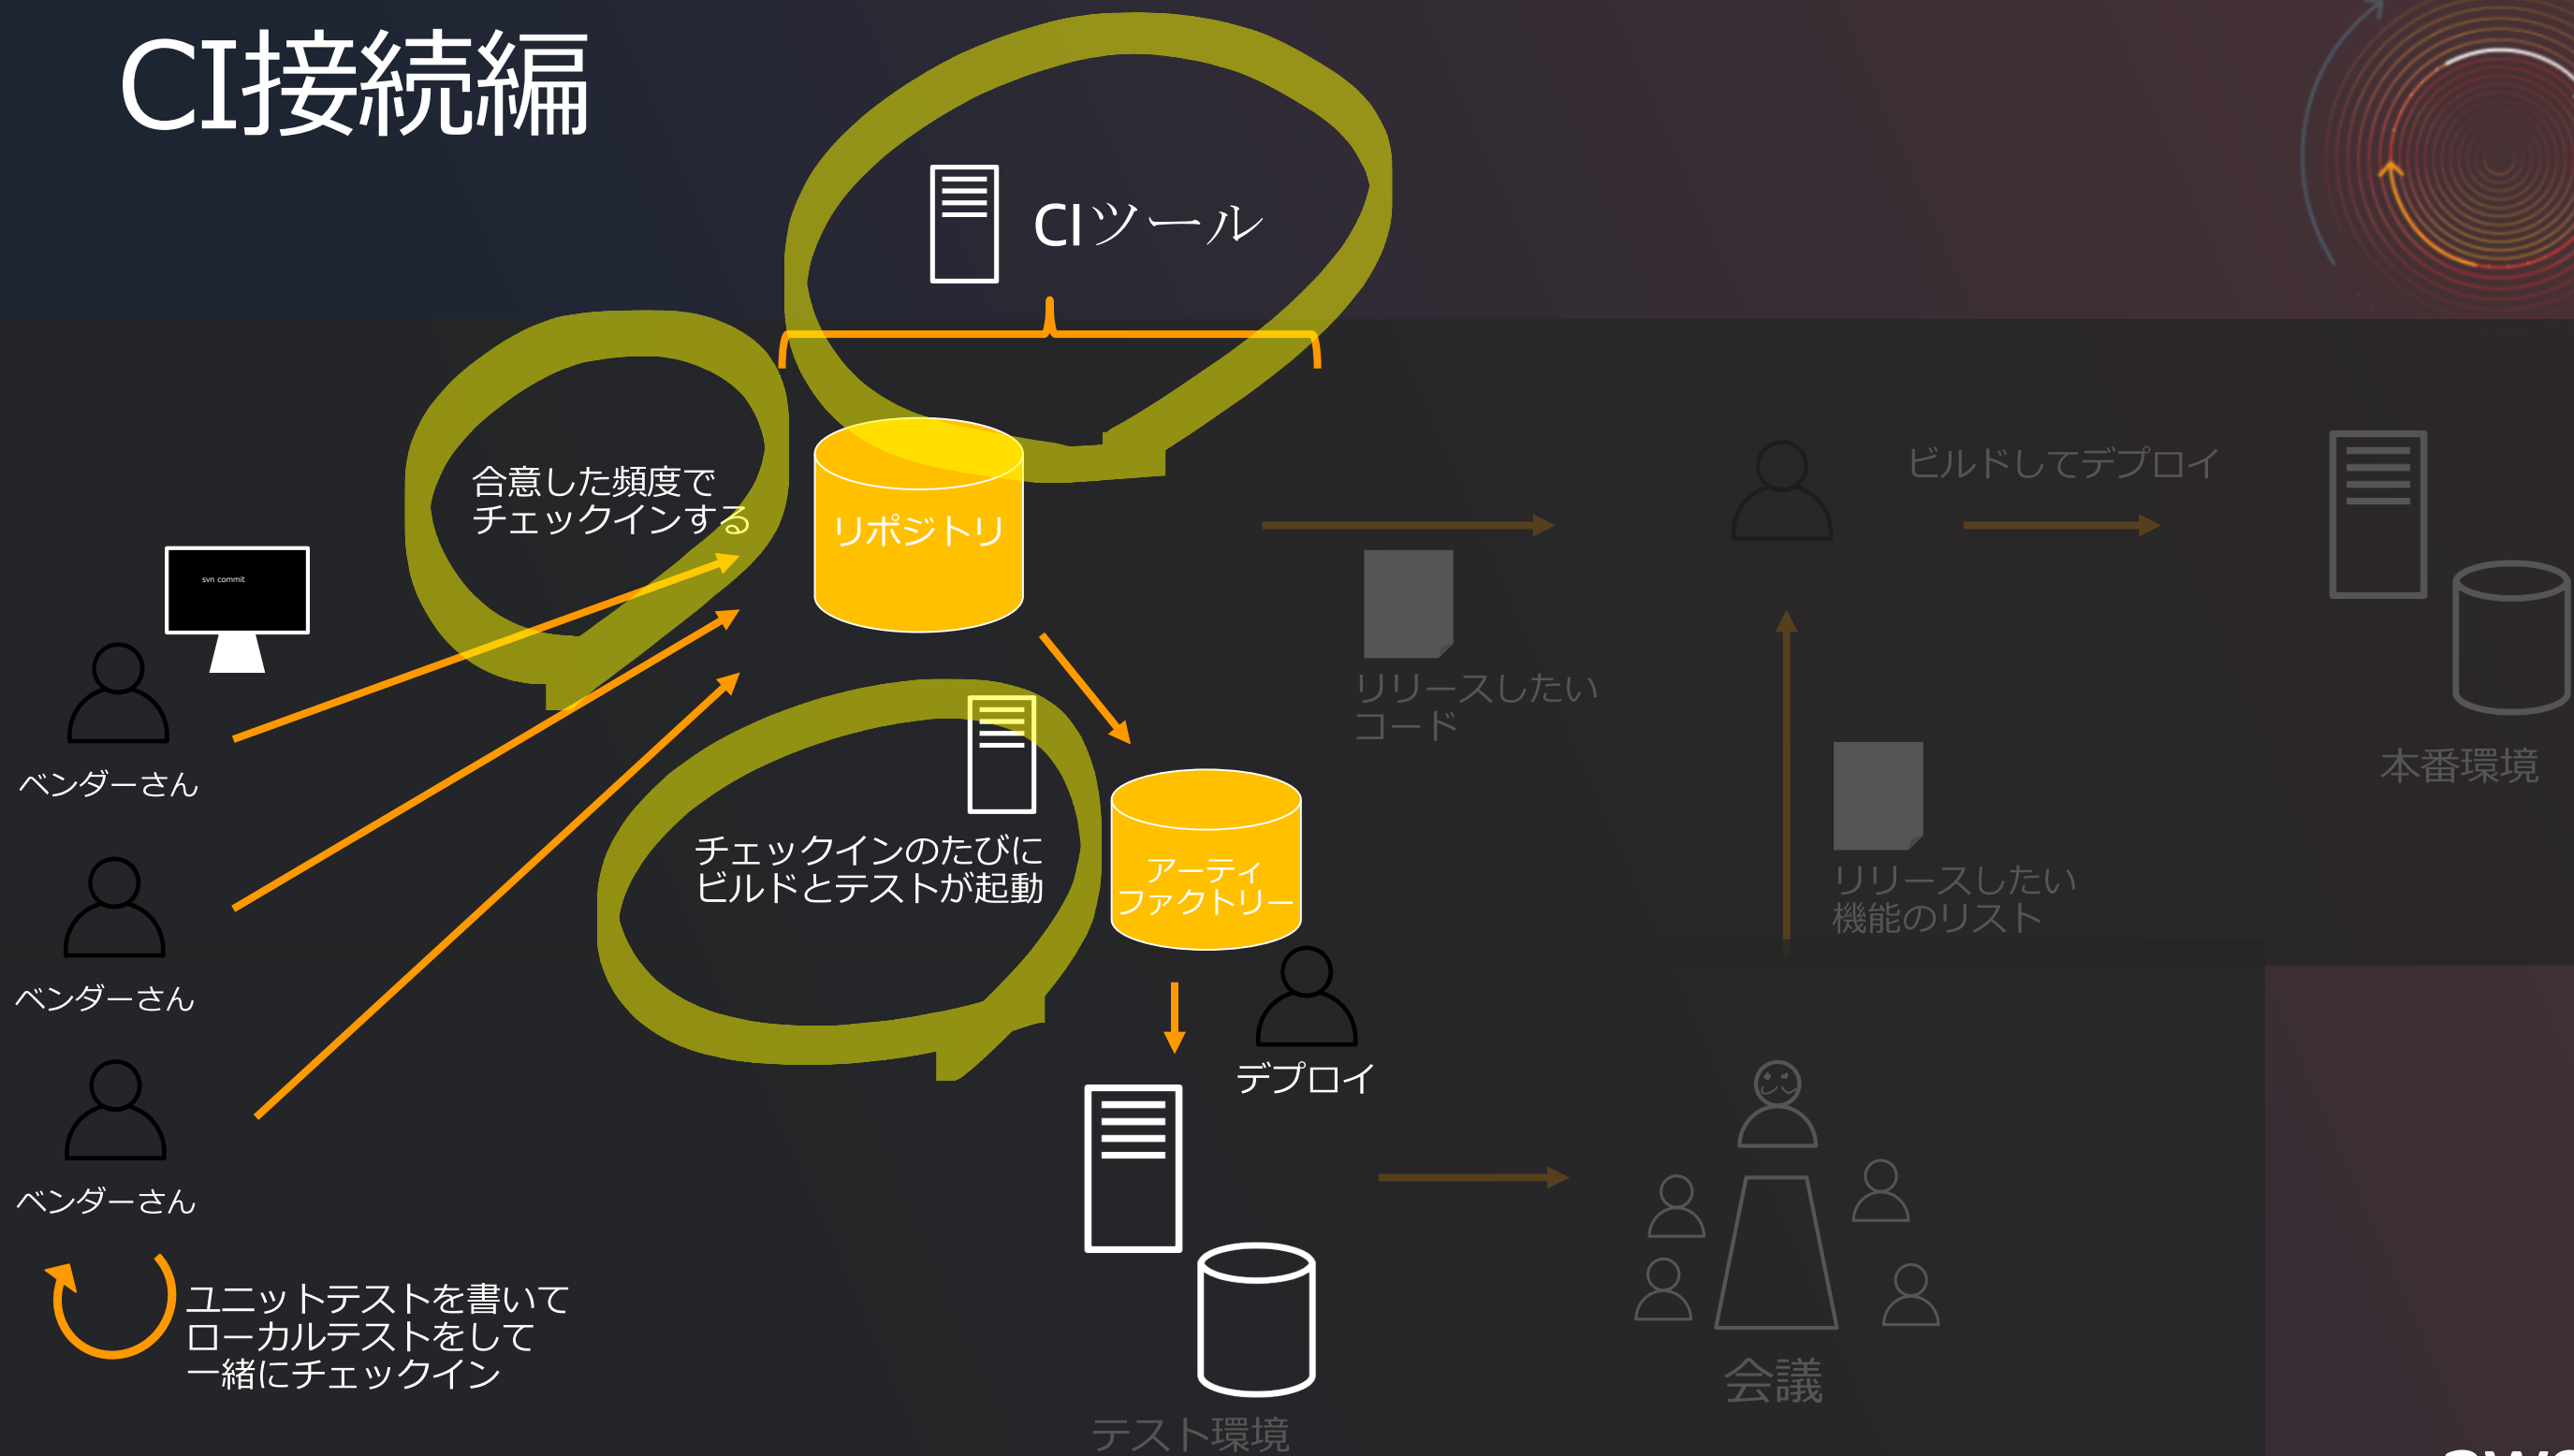 CI接続編
CIツール
合意した頻度で
チェックインする
svn commit
リポジトリ
ビルドしてデプロイ
リリースしたい
コード
本番環境
ベンダーさん
チェックインのたびに
ビルドとテストが起動
アーティ
ファクトリー
リリースしたい
機能のリスト
ベンダーさん
デプロイ
ベンダーさん
ユニットテストを書いて
ローカルテストをして
一緒にチェックイン
会議
テスト環境